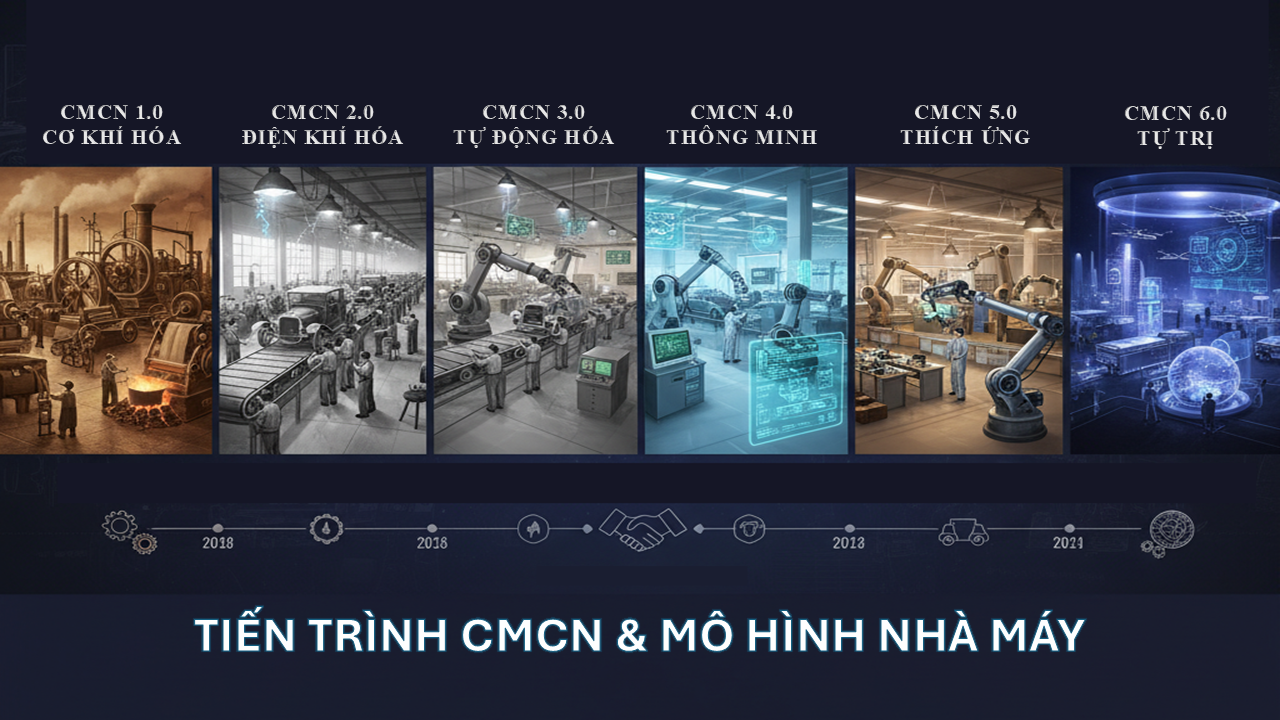 CMCN 1.0
CƠ KHÍ HÓA
CMCN 2.0
ĐIỆN KHÍ HÓA
CMCN 3.0
TỰ ĐỘNG HÓA
CMCN 4.0
THÔNG MINH
CMCN 5.0
THÍCH ỨNG
CMCN 6.0
TỰ TRỊ
2018
2018
2013
2021
TIẾN TRÌNH CMCN & MÔ HÌNH NHÀ MÁY